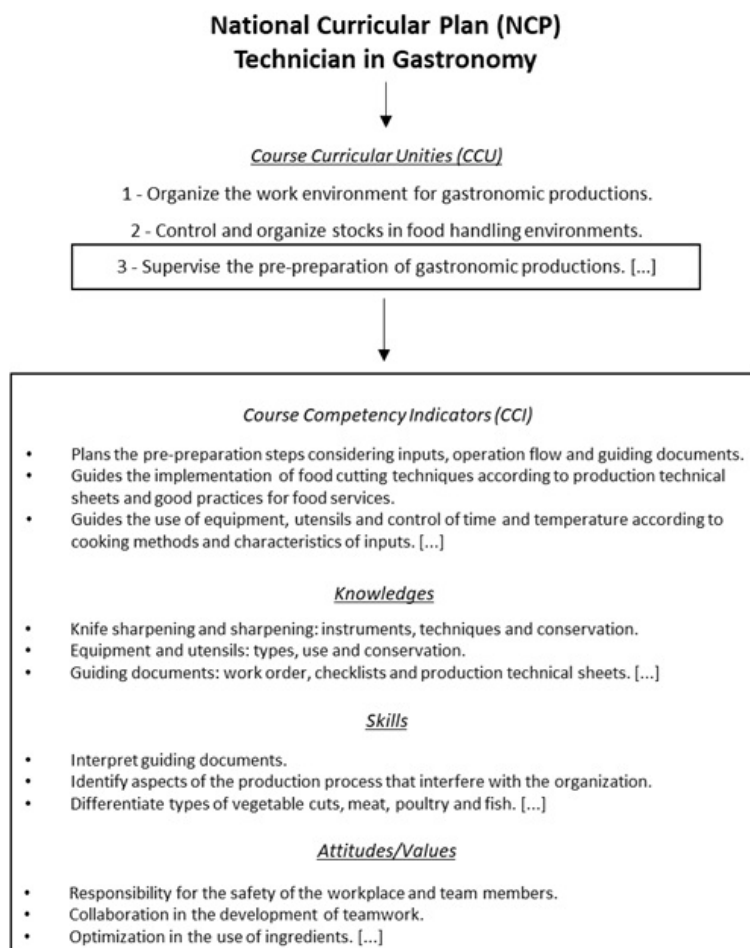 National Curricular Plan (NCP)
Technician in Gastronomy
Course Curricular Unities (CCU)
1 - Organize the work environment for gastronomic productions.
2 - Control and organize stocks in food handling environments.
3 - Supervise the pre-preparation of gastronomic productions. [...]
Course Competency Indicators (CCI)
• Plans the pre-preparation steps considering inputs, operation flow and guiding documents.
• Guides the implementation of food cutting techniques according to production technical
sheets and good practices for food services.
• Guides the use of equipment, utensils and control of time and temperature according to
cooking methods and characteristics of inputs. [...]
Knowledges
• Knife sharpening and sharpening: instruments, techniques and conservation.
• Equipment and utensils: types, use and conservation.
• Guiding documents: work order, checklists and production technical sheets. [...]
Skills
• Interpret guiding documents.
• Identify aspects of the production process that interfere with the organization.
• Differentiate types of vegetable cuts, meat, poultry and fish. [...]
Attitudes/Values
• Responsibility for the safety of the workplace and team members.
• Collaboration in the development of teamwork.
• Optimization in the use of ingredients. [...]